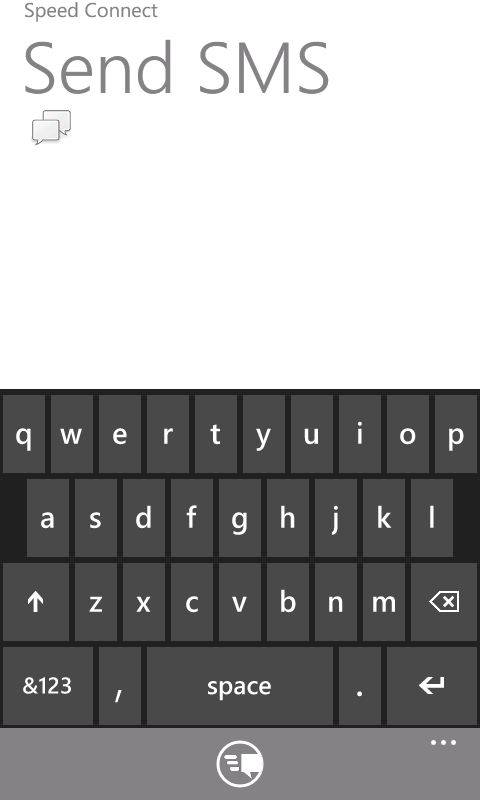 Speed Connect
Send SMS
q w e r t y u i o p
a s d f g h j k l
z x c v b n m
&123 , space .